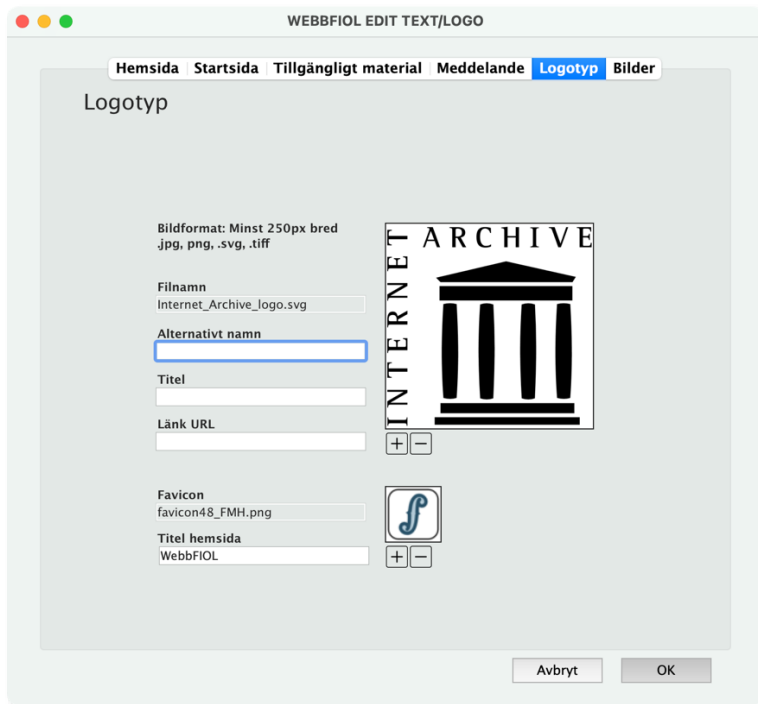 WEBBFIOL EDIT TEXT/LOGO
Hemsida Startsida Tillgängligt material Meddelande Logotyp Bilder
Logotyp
Bildformat: Minst 250px bred
.jpg, png, .svg, .tiff
Filnamn
Internet_Archive_logo.svg
Alternativt namn
Titel
Länk URL
INTERNET
ARCHIVE
Favicon
favicon48_FMH.png
Titel hemsida
WebbFIOL
Avbryt OK